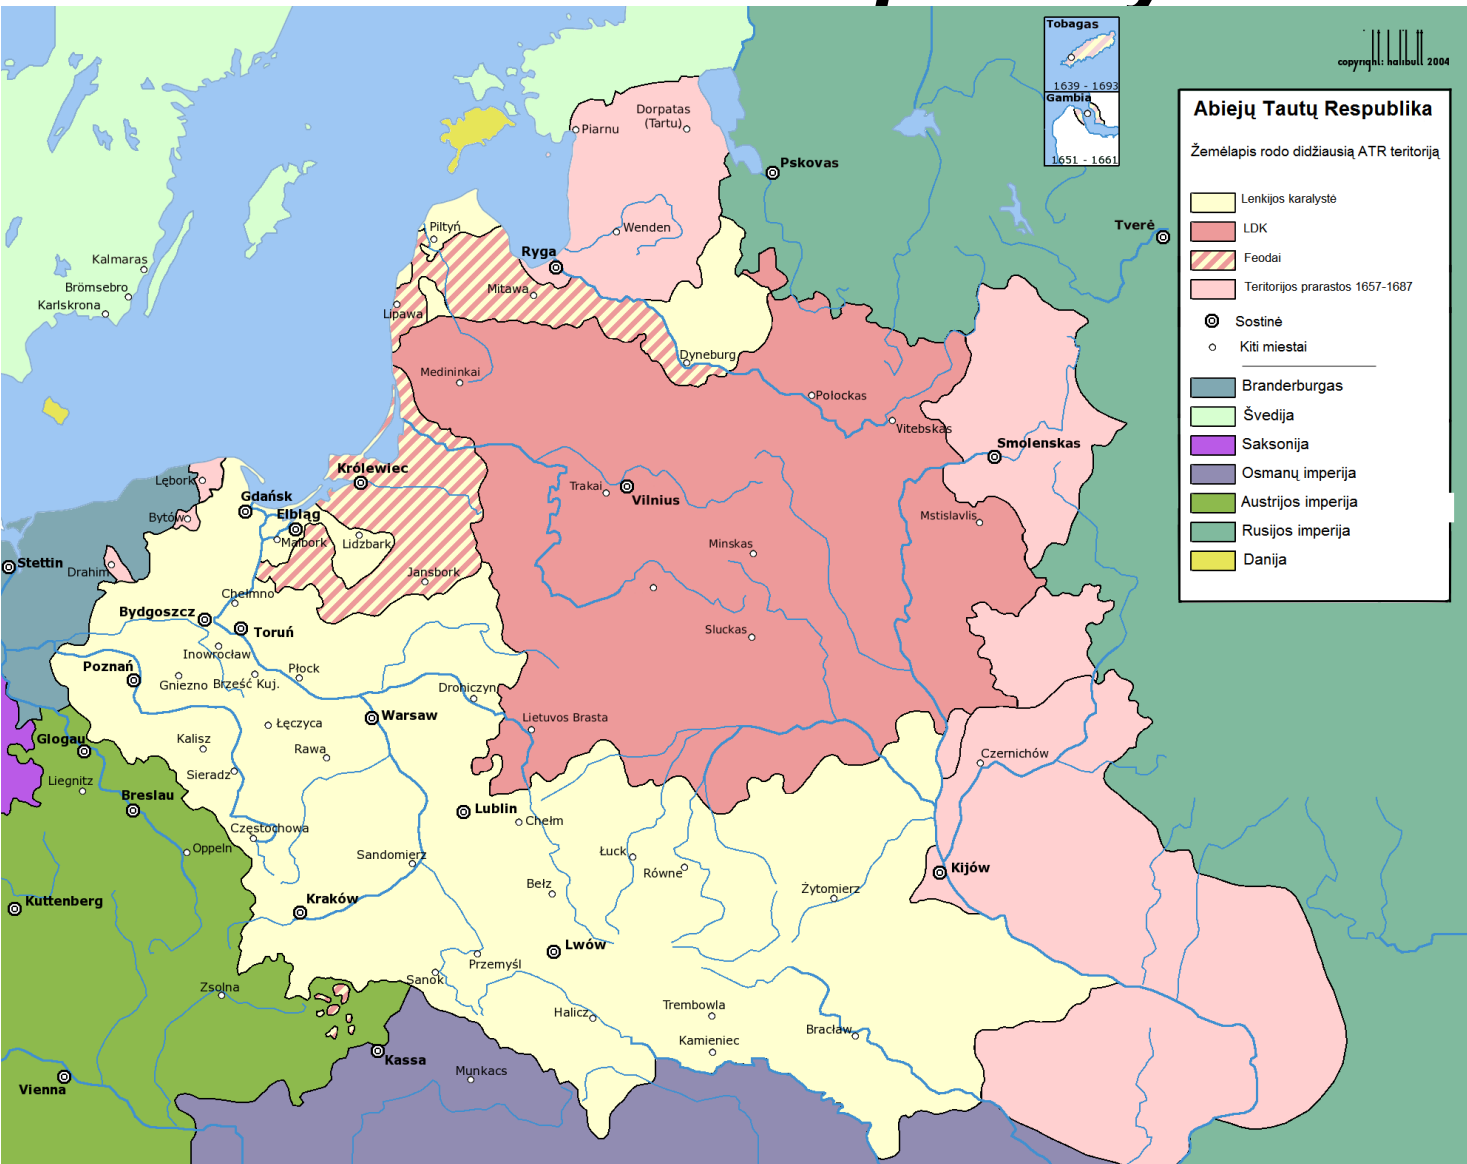 Tobagas
1639 - 1693
Gambia
1651 - 1661
copyright: halibutt 2004
Abiejų Tautų Respublika
Žemėlapis rodo didžiausią ATR teritoriją
Lenkijos karalystė
LDK
Feodai
Teritorijos prarastos 1657-1687
Sostinė
Kiti miestai
Branderburgas
Švedija
Saksonija
Osmanų imperija
Austrijos imperija
Rusijos imperija
Danija
Dorpatas
(Tartu)
Piarnu
Pskovas
Tverė
Piltyń
Wenden
Ryga
Kalmaras
Brömsebro
Karlskrona
Mitawa
Lipawa
Dyneburg
Medininkai
Polockas
Vitebskas
Smolenskas
Królewiec
Lębork
Gdańsk
Trakai
Vilnius
Bytów
Elbląg
Mstislavlis
Malbork
Lidzbark
Minskas
Stettin
Drahim
Jansbork
Chełmno
Bydgoszcz
Toruń
Sluckas
Inowrocław
Poznań
Płock
Gniezno
Brześć Kuj.
Drohiczyn
Warsaw
Lietuvos Brasta
Łęczyca
Glogau
Kalisz
Rawa
Czernichów
Sieradz
Liegnitz
Breslau
Lublin
Chełm
Częstochowa
Oppeln
Sandomierz
Łuck
Równe
Kijów
Bełz
Żytomierz
Kuttenberg
Kraków
Lwów
Przemyśl
Sanok
Zsolna
Halicz
Trembowla
Bracław
Kamieniec
Kassa
Munkacs
Vienna